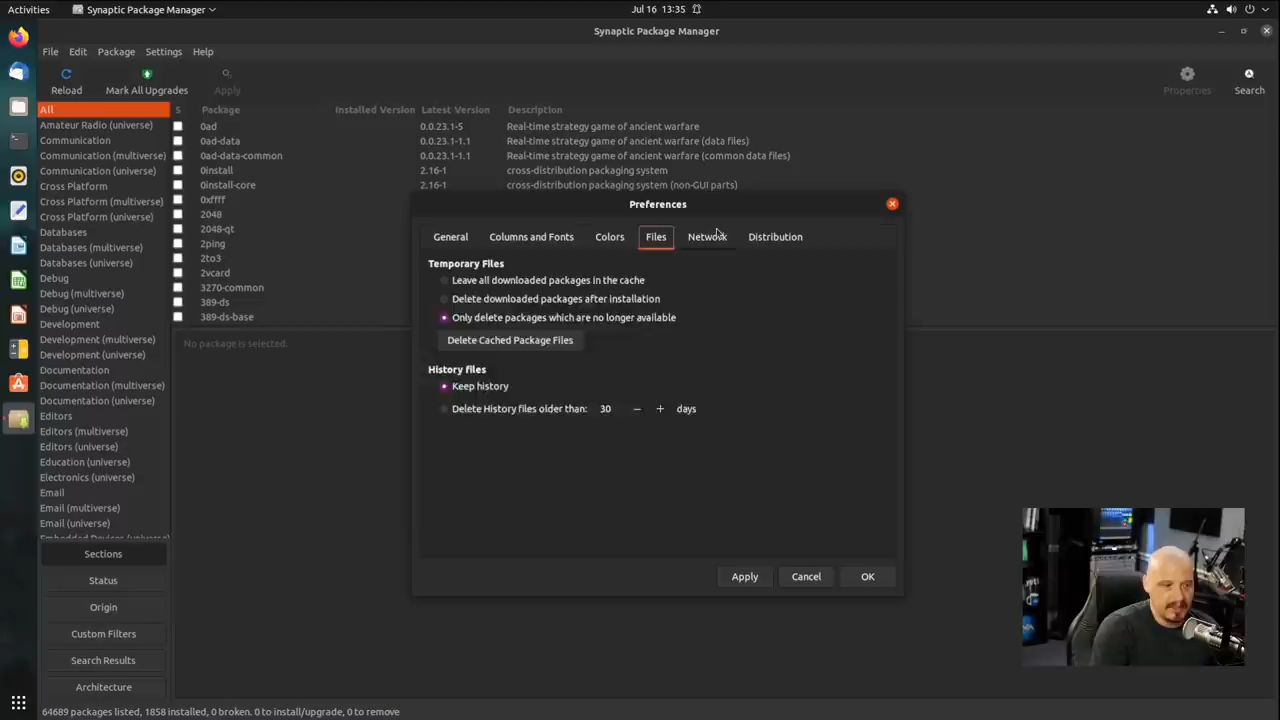 Activities
Synaptic Package Manager
Jul 16 13:35
Synaptic Package Manager
File Edit Package Settings Help
Reload
Mark All Upgrades
Apply
Properties
Search
All
Amateur Radio (universe)
Communication
Communication (multiverse)
Communication (universe)
Cross Platform
Cross Platform (multiverse)
Cross Platform (universe)
Databases
Databases (multiverse)
Databases (universe)
Debug
Debug (multiverse)
Debug (universe)
Development
Development (multiverse)
Development (universe)
Documentation
Documentation (multiverse)
Documentation (universe)
Editors
Editors (multiverse)
Editors (universe)
Education (universe)
Electronics (universe)
Email
Email (multiverse)
Email (universe)
Embedded Devices (universe)
Sections
Status
Origin
Custom Filters
Search Results
Architecture
S Package Installed Version Latest Version Description
0ad 0.0.23.1-5 Real-time strategy game of ancient warfare
0ad-data 0.0.23.1-1.1 Real-time strategy game of ancient warfare (data files)
0ad-data-common 0.0.23.1-1.1 Real-time strategy game of ancient warfare (common data files)
0install 2.16-1 cross-distribution packaging system
0install-core 2.16-1 cross-distribution packaging system (non-GUI parts)
0xffff
2048
2048-qt
2ping
2to3
2vcard
3270-common
389-ds
389-ds-base
No package is selected.
Preferences
General Columns and Fonts Colors Files Network Distribution
Temporary Files
Leave all downloaded packages in the cache
Delete downloaded packages after installation
Only delete packages which are no longer available
Delete Cached Package Files
History files
Keep history
Delete History files older than: 30 − + days
Apply Cancel OK
64689 packages listed, 1858 installed, 0 broken. 0 to install/upgrade, 0 to remove